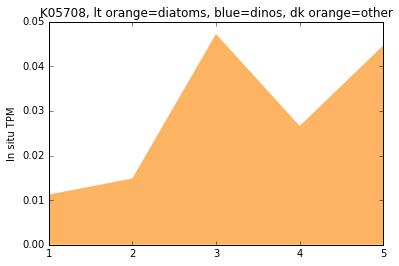 K05708, lt orange=diatoms, blue=dinos, dk orange=other
0.05
0.04
0.03
0.02
0.01
0.00
In situ TPM
1 2 3 4 5